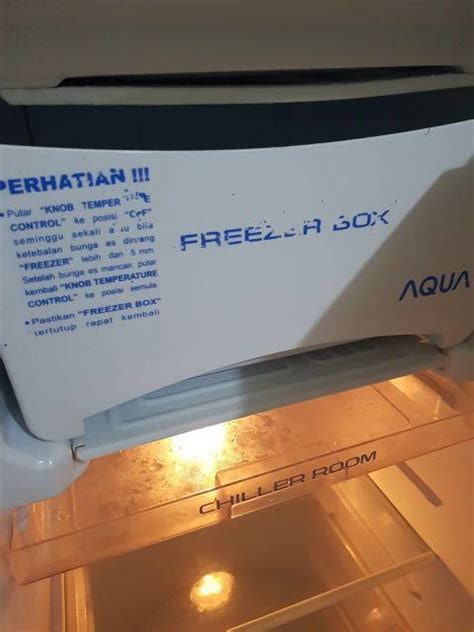 PERHATIAN !!!
• Putar "KNOB TEMPER
CONTROL" ke posisi
seminggu sekali bila
ketebalan bunga es diruang
"FREEZER" lebih dari 5 mm.
Setelah bunga es mencair, putar
kembali "KNOB TEMPERATURE
CONTROL" ke posisi semula
• Pastikan "FREEZER BOX"
tertutup rapat kembali
FREEZER BOX
AQUA
CHILLER ROOM